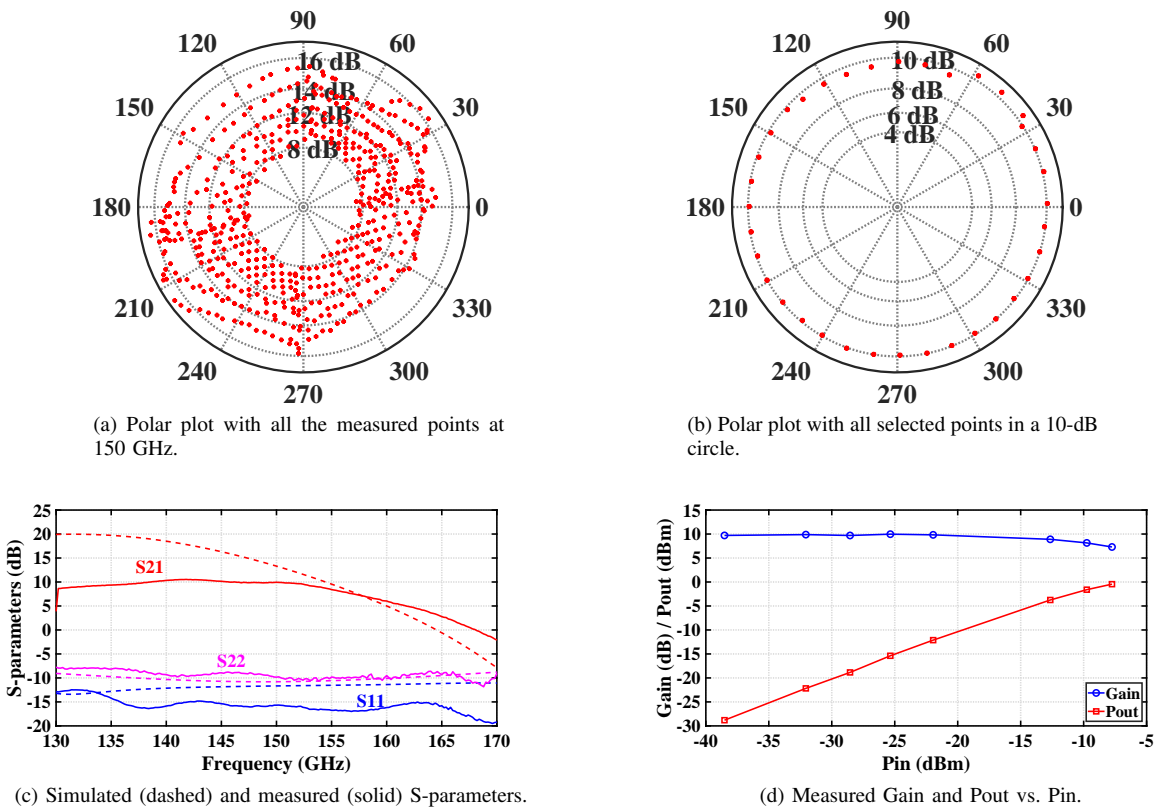 90
120
60
16 dB
14 dB
150
30
12 dB
8 dB
180
0
210
330
240
300
270
(a) Polar plot with all the measured points at
150 GHz.
90
120
60
10 dB
8 dB
150
30
6 dB
4 dB
180
0
210
330
240
300
270
(b) Polar plot with all selected points in a 10-dB
circle.
S-parameters (dB)
25
20
15
10
5
0
-5
-10
-15
-20
S21
S22
S11
130 135 140 145 150 155 160 165 170
Frequency (GHz)
(c) Simulated (dashed) and measured (solid) S-parameters.
Gain (dB) / Pout (dBm)
15
10
5
0
-5
-10
-15
-20
-25
-30
Gain
Pout
-40 -35 -30 -25 -20 -15 -10 -5
Pin (dBm)
(d) Measured Gain and Pout vs. Pin.